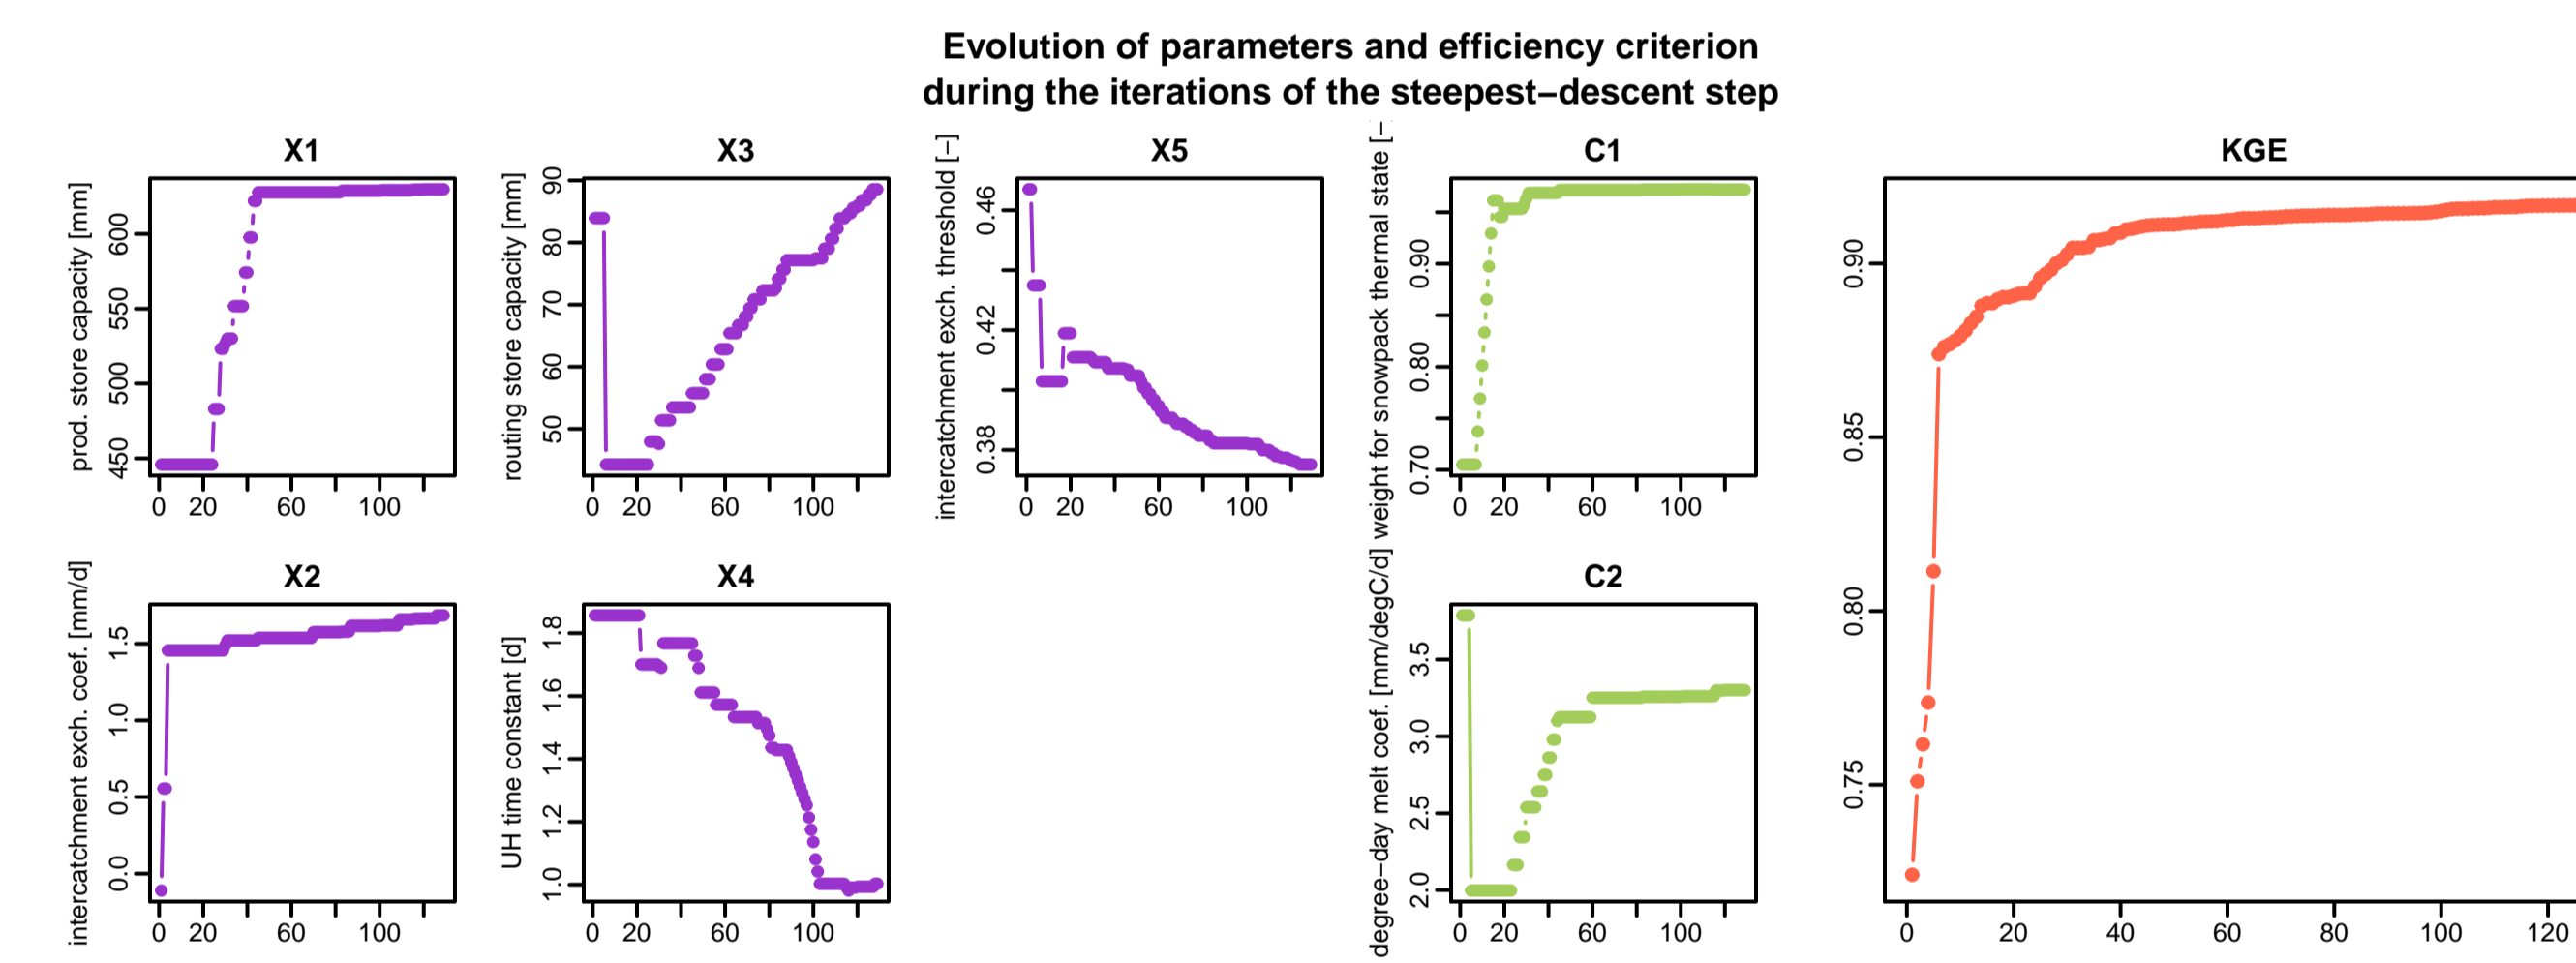 Evolution of parameters and efficiency criterion
during the iterations of the steepest−descent step
X1
prod. store capacity [mm]
450 500 550 600
0 20 60 100
X3
routing store capacity [mm]
50 60 70 80 90
0 20 60 100
X5
intercatchment exch. threshold [−]
0.38 0.42 0.46
0 20 60 100
C1
weight for snowpack thermal state [−
0.70 0.80 0.90
0 20 60 100
KGE
0.75 0.80 0.85 0.90
0 20 40 60 80 100 120
X2
intercatchment exch. coef. [mm/d]
0.0 0.5 1.0 1.5
0 20 60 100
X4
UH time constant [d]
1.0 1.2 1.4 1.6 1.8
0 20 60 100
C2
degree−day melt coef. [mm/degC/d]
2.0 2.5 3.0 3.5
0 20 60 100